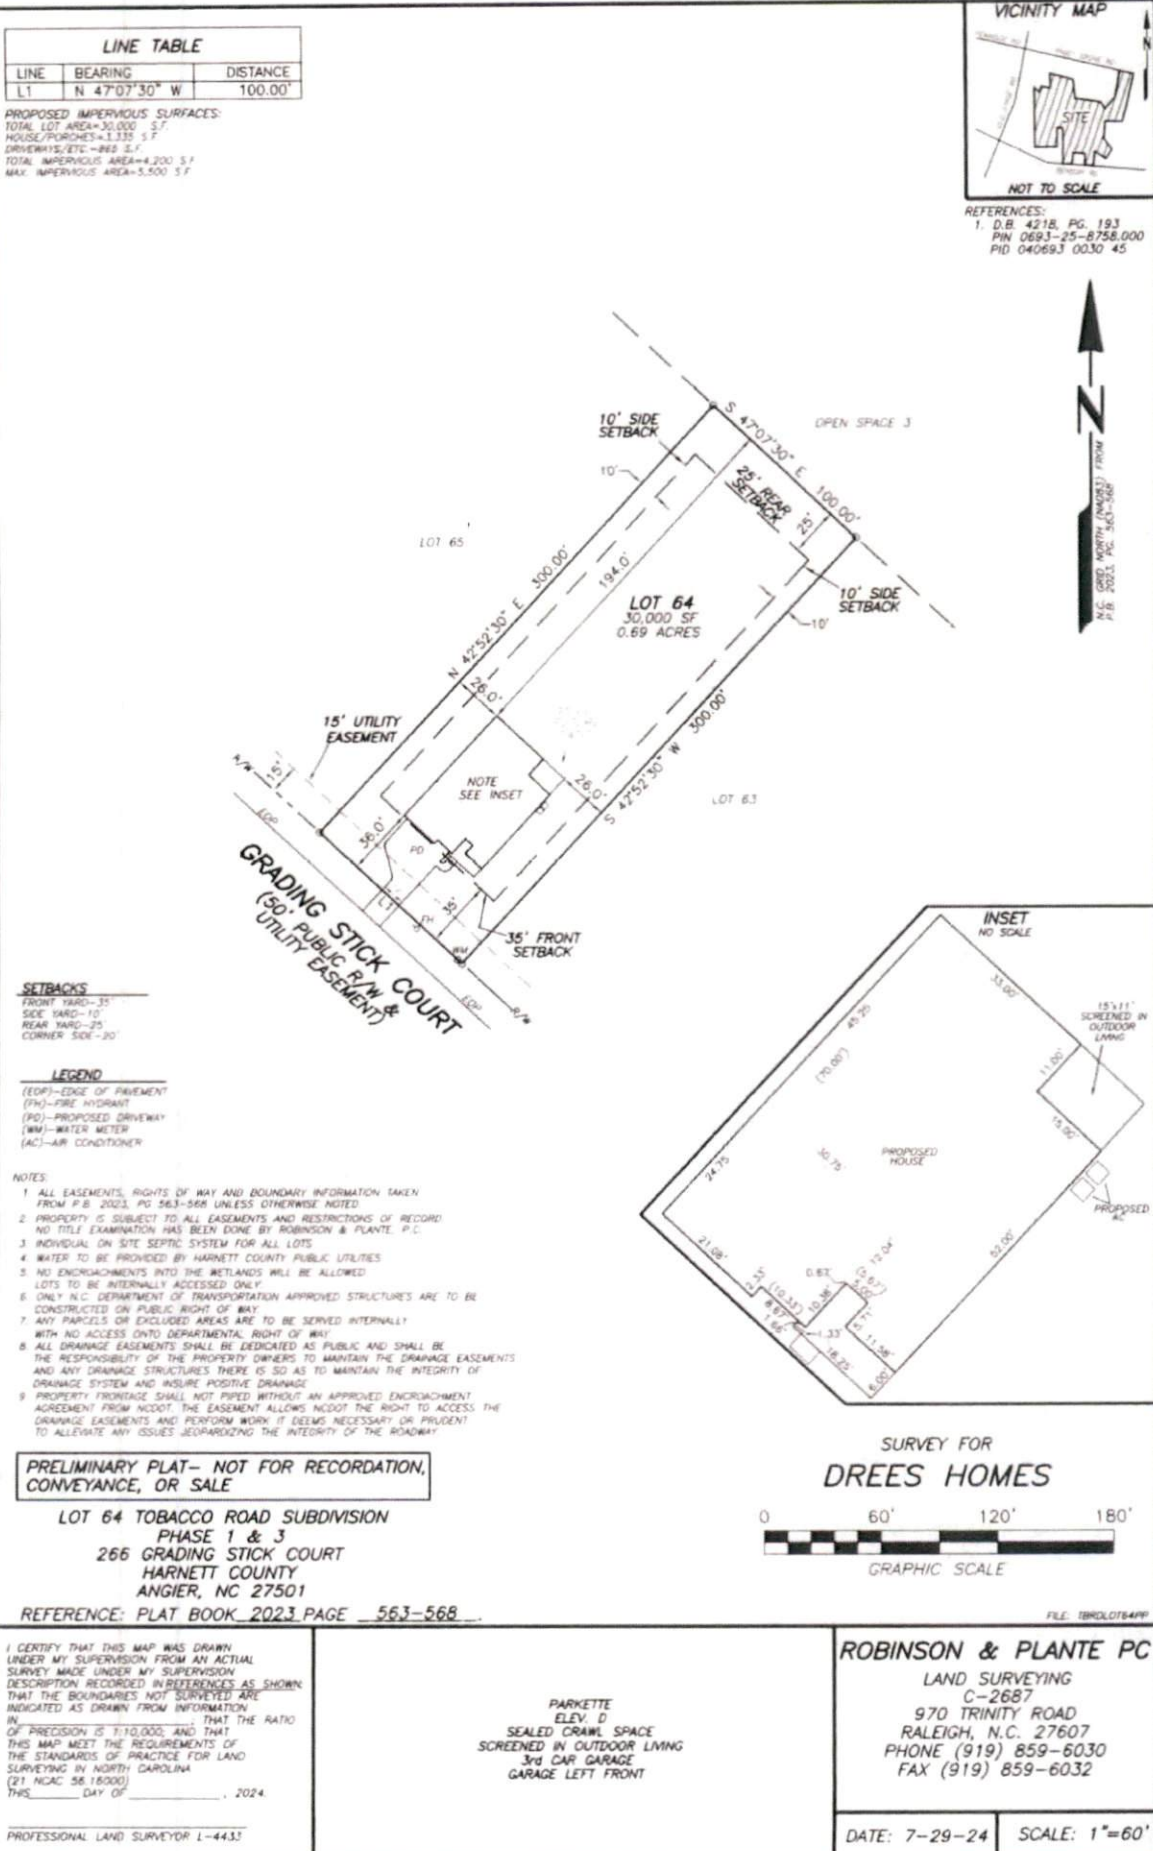 LINE TABLE
LINE BEARING DISTANCE
L1 N 47°07'30" W 100.00'
PROPOSED IMPERVIOUS SURFACES:
TOTAL LOT AREA=30,000 S.F.
HOUSE/PORCHES=3,335 S.F.
DRIVEWAYS/ETC.=865 S.F.
TOTAL IMPERVIOUS AREA=4,200 S.F.
MAX. IMPERVIOUS AREA=5,500 S.F.
VICINITY MAP
N
SITE
NOT TO SCALE
REFERENCES:
1. D.B. 4218, PG. 193
PIN 0693-25-8758.000
PID 040693 0030 45
N
N.C. GRID NORTH (NAD83) FROM
P.B. 2023, PG. 563-568
10' SIDE
SETBACK
10'
S 47°07'30" E 100.00'
OPEN SPACE 3
25' REAR
SETBACK
25'
LOT 65
N 42°52'30" E 300.00'
194.0'
LOT 64
30,000 SF
0.69 ACRES
10' SIDE
SETBACK
10'
26.0'
15' UTILITY
EASEMENT
R/W
15'
EOP
NOTE
SEE INSET
26.0'
S 42°52'30" W 300.00'
LOT 63
36.0'
PD
L1
FH
35'
WM
35' FRONT
SETBACK
GRADING STICK COURT
(50' PUBLIC R/W &
UTILITY EASEMENT)
EOP
R/W
INSET
NO SCALE
33.00'
15'x11'
SCREENED IN
OUTDOOR
LIVING
45.25
(70.00')
11.00'
15.00'
24.75
30.75'
PROPOSED
HOUSE
PROPOSED
AC
52.00'
21.08'
0.67'
12.04'
(10.33')
8.67'
1.66'
10.38'
1.33'
11.58'
18.25'
6.00'
SETBACKS
FRONT YARD-35'
SIDE YARD-10'
REAR YARD-25'
CORNER SIDE-20'
LEGEND
(EOP)-EDGE OF PAVEMENT
(FH)-FIRE HYDRANT
(PD)-PROPOSED DRIVEWAY
(WM)-WATER METER
(AC)-AIR CONDITIONER
NOTES:
1 ALL EASEMENTS, RIGHTS OF WAY AND BOUNDARY INFORMATION TAKEN
FROM P.B. 2023, PG 563-568 UNLESS OTHERWISE NOTED.
2. PROPERTY IS SUBJECT TO ALL EASEMENTS AND RESTRICTIONS OF RECORD.
NO TITLE EXAMINATION HAS BEEN DONE BY ROBINSON & PLANTE, P.C.
3. INDIVIDUAL ON SITE SEPTIC SYSTEM FOR ALL LOTS
4. WATER TO BE PROVIDED BY HARNETT COUNTY PUBLIC UTILITIES
5. NO ENCROACHMENTS INTO THE WETLANDS WILL BE ALLOWED
LOTS TO BE INTERNALLY ACCESSED ONLY.
6. ONLY N.C. DEPARTMENT OF TRANSPORTATION APPROVED STRUCTURES ARE TO BE
CONSTRUCTED ON PUBLIC RIGHT OF WAY.
7. ANY PARCELS OR EXCLUDED AREAS ARE TO BE SERVED INTERNALLY
WITH NO ACCESS ONTO DEPARTMENTAL RIGHT OF WAY
8. ALL DRAINAGE EASEMENTS SHALL BE DEDICATED AS PUBLIC AND SHALL BE
THE RESPONSIBILITY OF THE PROPERTY OWNERS TO MAINTAIN THE DRAINAGE EASEMENTS
AND ANY DRAINAGE STRUCTURES THERE IS SO AS TO MAINTAIN THE INTEGRITY OF
DRAINAGE SYSTEM AND INSURE POSITIVE DRAINAGE
9 PROPERTY FRONTAGE SHALL NOT PIPED WITHOUT AN APPROVED ENCROACHMENT
AGREEMENT FROM NCDOT. THE EASEMENT ALLOWS NCDOT THE RIGHT TO ACCESS THE
DRAINAGE EASEMENTS AND PERFORM WORK IT DEEMS NECESSARY OR PRUDENT
TO ALLEVIATE ANY ISSUES JEOPARDIZING THE INTEGRITY OF THE ROADWAY
PRELIMINARY PLAT- NOT FOR RECORDATION,
CONVEYANCE, OR SALE
LOT 64 TOBACCO ROAD SUBDIVISION
PHASE 1 & 3
266 GRADING STICK COURT
HARNETT COUNTY
ANGIER, NC 27501
REFERENCE: PLAT BOOK 2023 PAGE 563-568 .
SURVEY FOR
DREES HOMES
0 60' 120' 180'
GRAPHIC SCALE
FILE: TBRDLOT64PP
I CERTIFY THAT THIS MAP WAS DRAWN
UNDER MY SUPERVISION FROM AN ACTUAL
SURVEY MADE UNDER MY SUPERVISION
DESCRIPTION RECORDED IN REFERENCES AS SHOWN;
THAT THE BOUNDARIES NOT SURVEYED ARE
INDICATED AS DRAWN FROM INFORMATION
IN ; THAT THE RATIO
OF PRECISION IS 1:10,000; AND THAT
THIS MAP MEET THE REQUIREMENTS OF
THE STANDARDS OF PRACTICE FOR LAND
SURVEYING IN NORTH CAROLINA
(21 NCAC 56.1600)
THIS DAY OF , 2024.
PROFESSIONAL LAND SURVEYOR L-4433
PARKETTE
ELEV. D
SEALED CRAWL SPACE
SCREENED IN OUTDOOR LIVING
3rd CAR GARAGE
GARAGE LEFT FRONT
ROBINSON & PLANTE PC
LAND SURVEYING
C-2687
970 TRINITY ROAD
RALEIGH, N.C. 27607
PHONE (919) 859-6030
FAX (919) 859-6032
DATE: 7-29-24
SCALE: 1"=60'